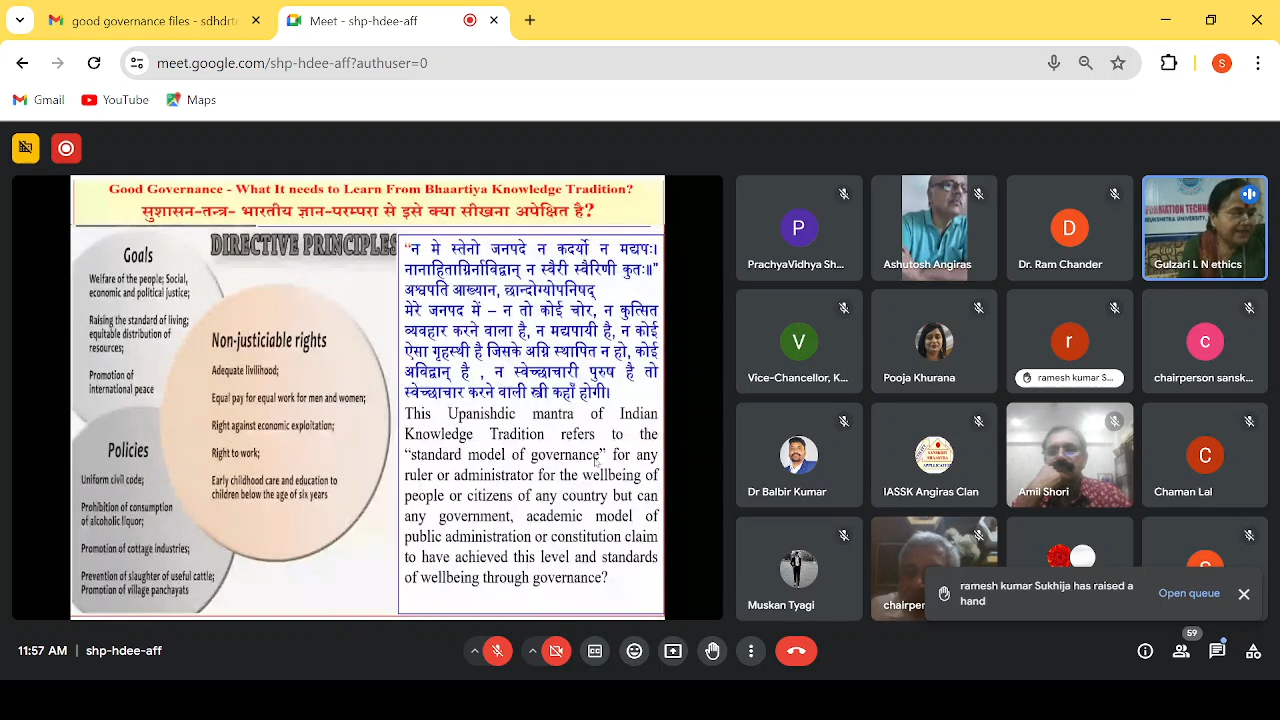 good governance files - sdhdrt
Meet - shp-hdee-aff
meet.google.com/shp-hdee-aff?authuser=0
Gmail
YouTube
Maps
Good Governance - What It needs to Learn From Bhaartiya Knowledge Tradition?
सुशासन-तन्त्र- भारतीय ज्ञान-परम्परा से इसे क्या सीखना अपेक्षित है?
DIRECTIVE PRINCIPLES
Goals
Welfare of the people; Social,
economic and political justice;
Raising the standard of living;
equitable distribution of
resources;
Promotion of
international peace
Non-justiciable rights
Adequate livilihood;
Equal pay for equal work for men and women;
Right against economic exploitation;
Right to work;
Early childhood care and education to
children below the age of six years
Policies
Uniform civil code;
Prohibition of consumption
of alcoholic liquor;
Promotion of cottage industries;
Prevention of slaughter of useful cattle;
Promotion of village panchayats
“न मे स्तेनो जनपदे न कदर्यो न मद्यपः।
नानाहिताग्निर्नाविद्वान् न स्वैरी स्वैरिणी कुतः॥”
अश्वपति आख्यान, छान्दोग्योपनिषद्
मेरे जनपद में – न तो कोई चोर, न कुत्सित
व्यवहार करने वाला है, न मद्यपायी है, न कोई
ऐसा गृहस्थी है जिसके अग्नि स्थापित न हो, कोई
अविद्वान् है , न स्वेच्छाचारी पुरुष है तो
स्वेच्छाचार करने वाली स्त्री कहाँ होगी।
This Upanishdic mantra of Indian
Knowledge Tradition refers to the
“standard model of governance” for any
ruler or administrator for the wellbeing of
people or citizens of any country but can
any government, academic model of
public administration or constitution claim
to have achieved this level and standards
of wellbeing through governance?
P
PrachyaVidhya Sh...
Ashutosh Angiras
D
Dr. Ram Chander
FORMATION TECHN
RUKSHETRA UNIVERSITY,
Gulzari L N ethics
V
Vice-Chancellor, K...
Pooja Khurana
r
ramesh kumar S...
c
chairperson sansk...
Dr Balbir Kumar
IASSK Angiras Clan
Amil Shori
C
Chaman Lal
Muskan Tyagi
chairper
ramesh kumar Sukhija has raised a
hand
Open queue
11:57 AM
shp-hdee-aff
59
S